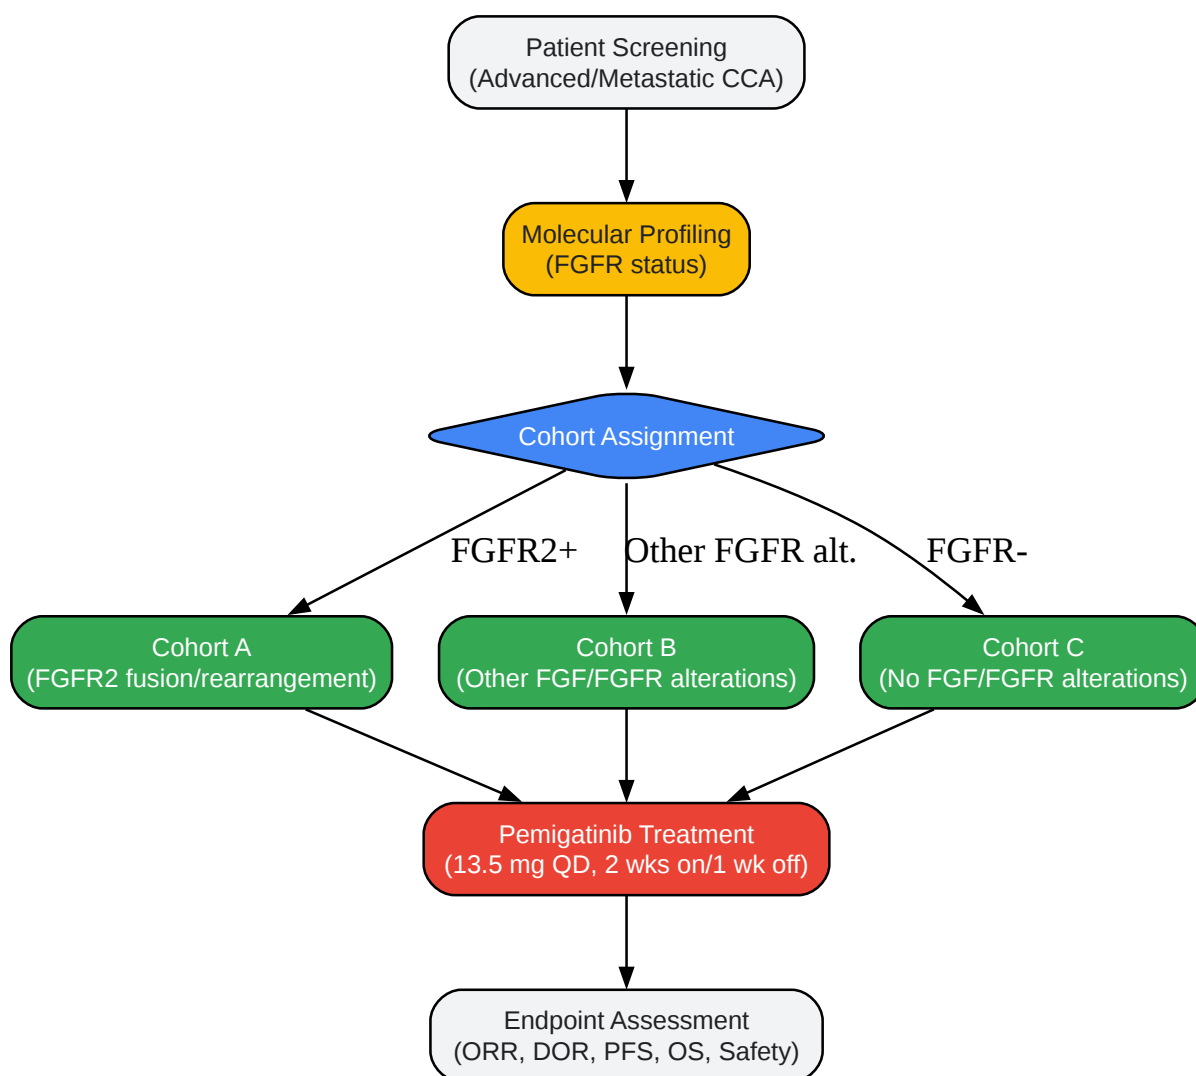 Patient Screening
(Advanced/Metastatic CCA)
Molecular Profiling
(FGFR status)
Cohort Assignment
FGFR2+
Other FGFR alt.
FGFR-
Cohort A
(FGFR2 fusion/rearrangement)
Cohort B
(Other FGF/FGFR alterations)
Cohort C
(No FGF/FGFR alterations)
Pemigatinib Treatment
(13.5 mg QD, 2 wks on/1 wk off)
Endpoint Assessment
(ORR, DOR, PFS, OS, Safety)